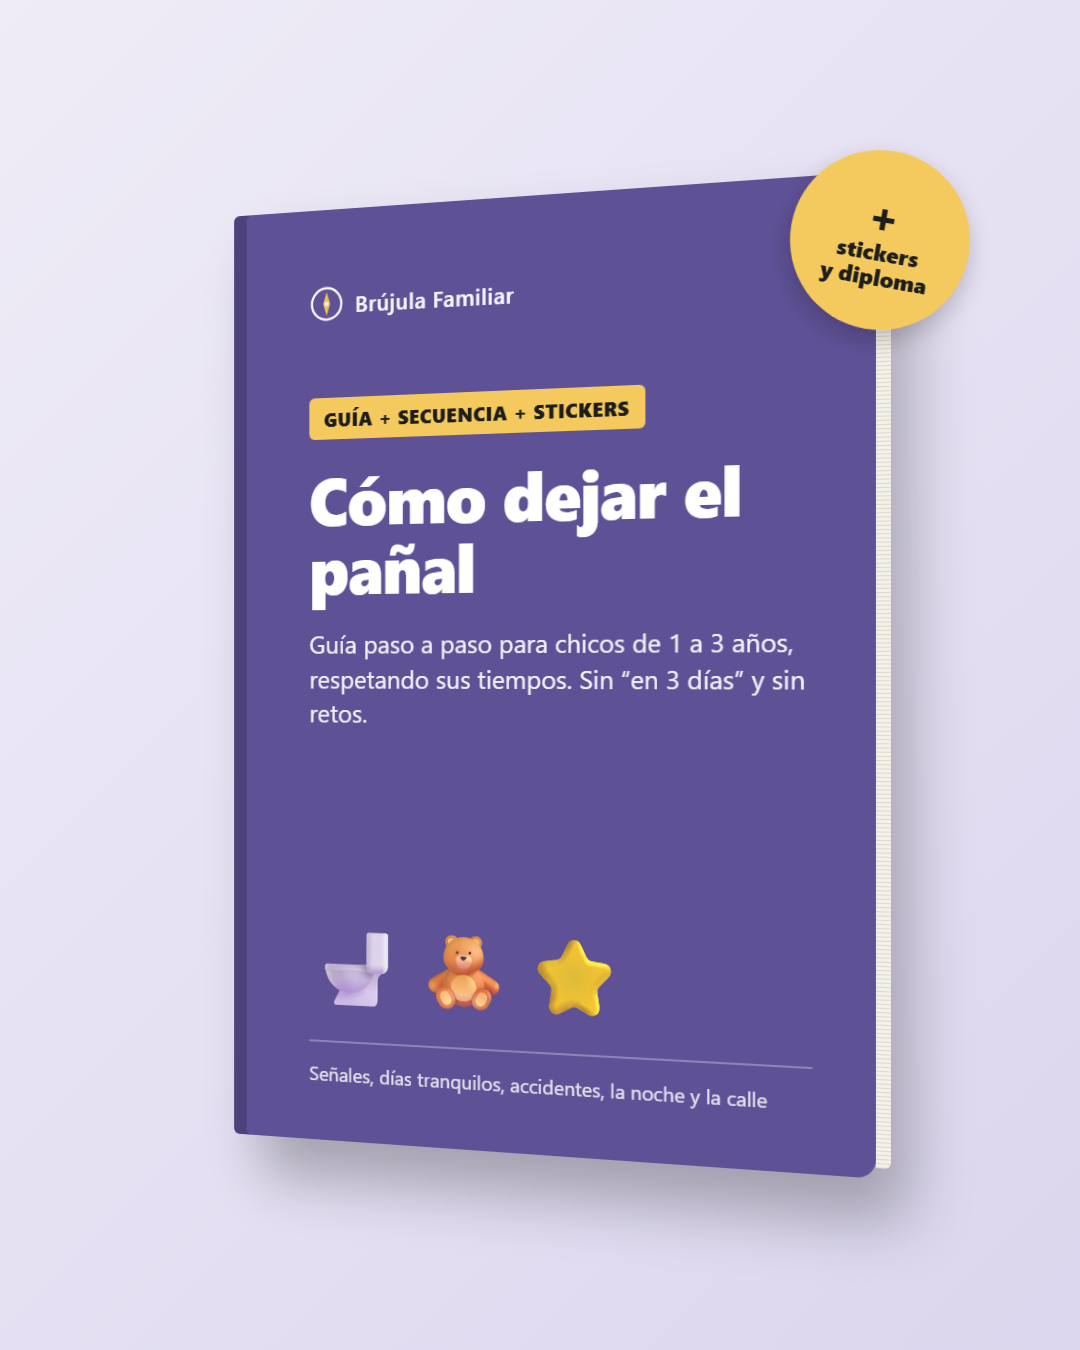 +
stickers
y diploma
Brújula Familiar
GUÍA + SECUENCIA + STICKERS
Cómo dejar el
pañal
Guía paso a paso para chicos de 1 a 3 años,
respetando sus tiempos. Sin “en 3 días” y sin
retos.
Señales, días tranquilos, accidentes, la noche y la calle